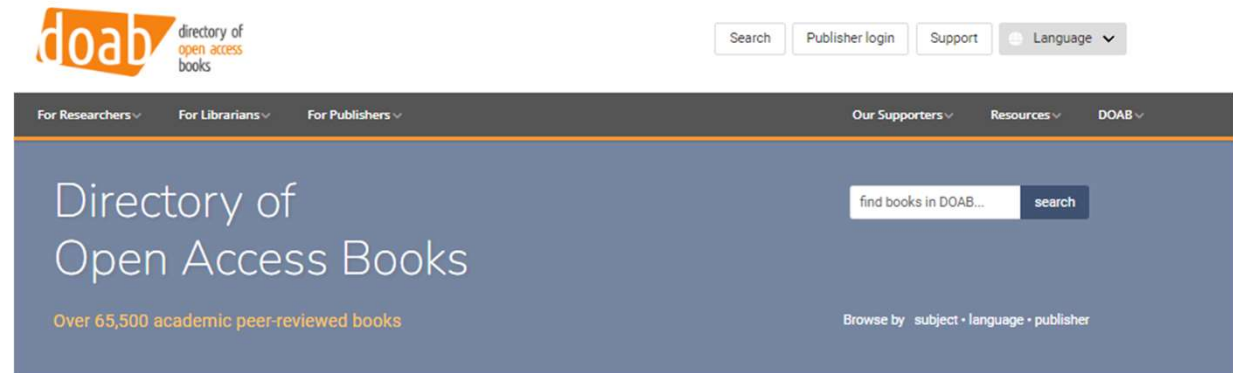 doab
directory of
open access
books
Search Publisher login Support Language
For Researchers For Librarians For Publishers Our Supporters Resources DOAB
Directory of
Open Access Books
find books in DOAB... search
Over 65,500 academic peer-reviewed books
Browse by subject • language • publisher